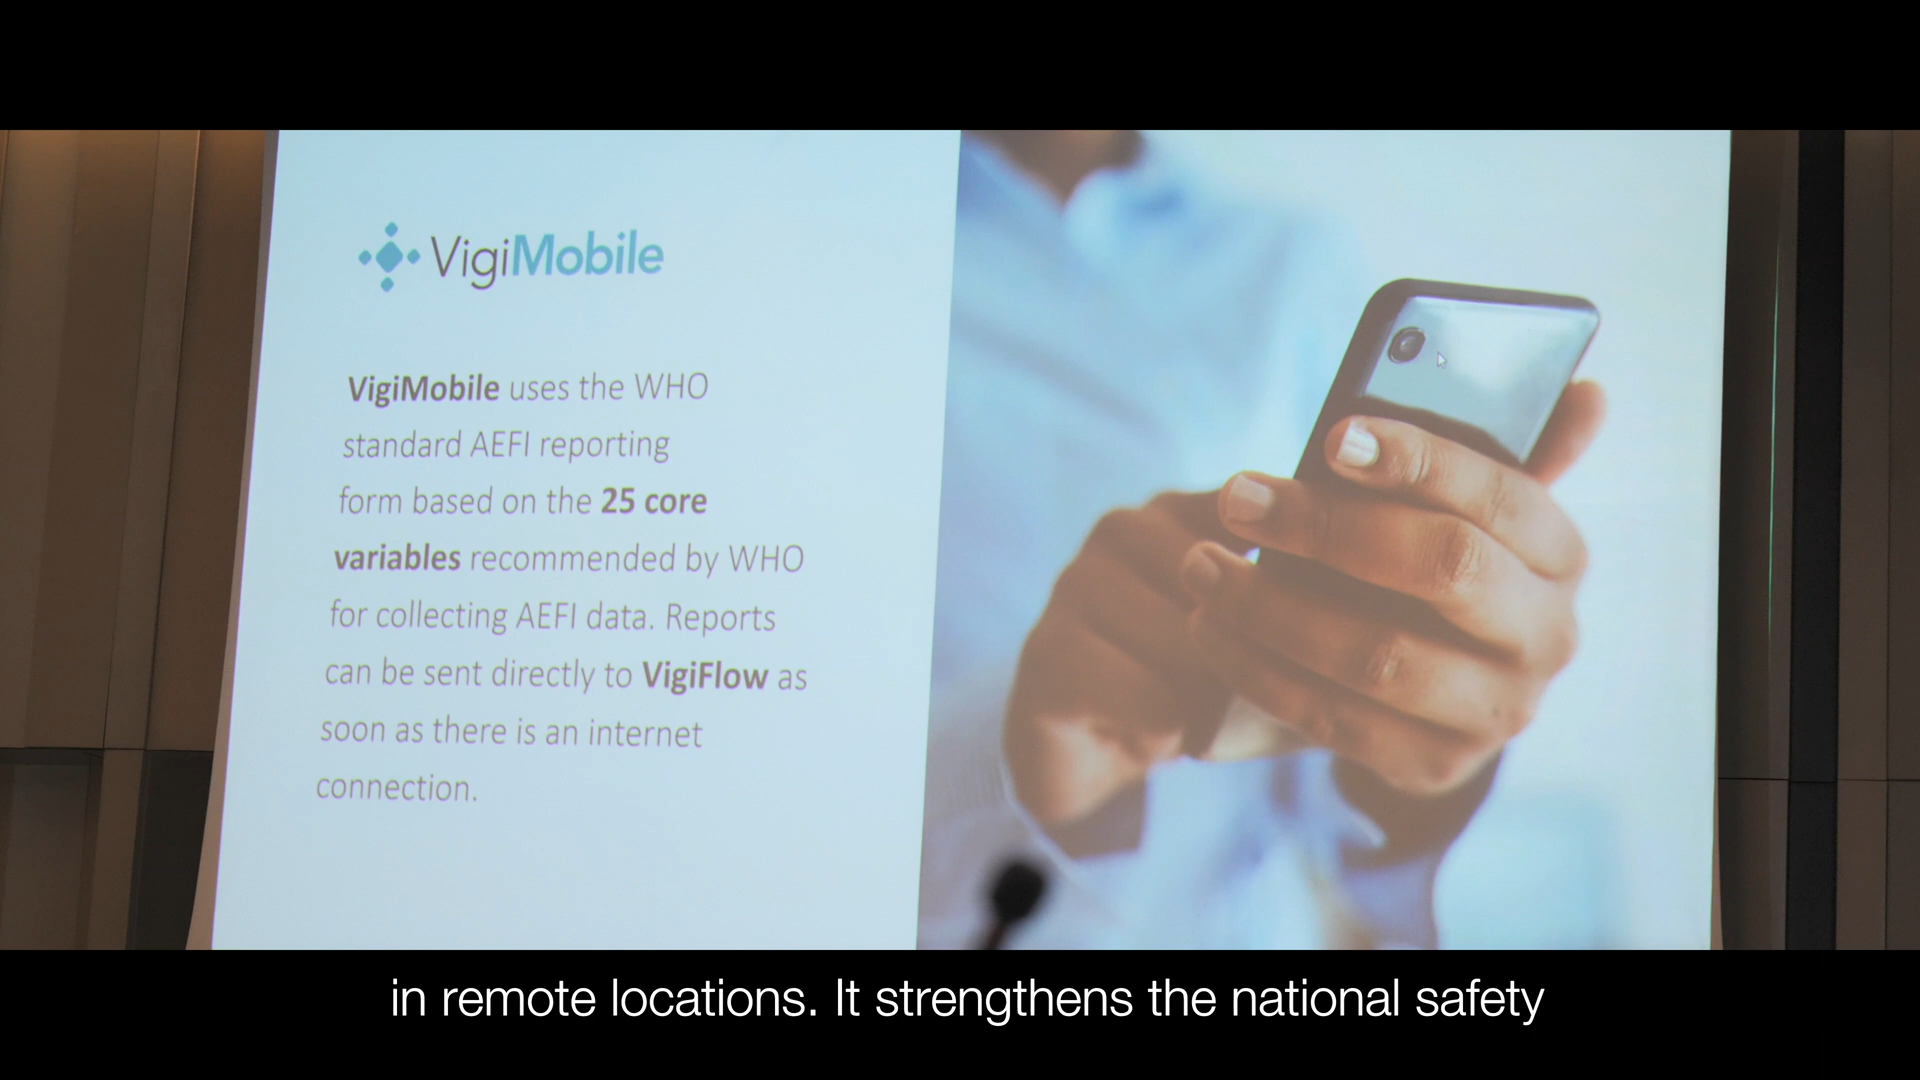 VigiMobile
VigiMobile uses the WHO
standard AEFI reporting
form based on the 25 core
variables recommended by WHO
for collecting AEFI data. Reports
can be sent directly to VigiFlow as
soon as there is an internet
connection.
in remote locations. It strengthens the national safety